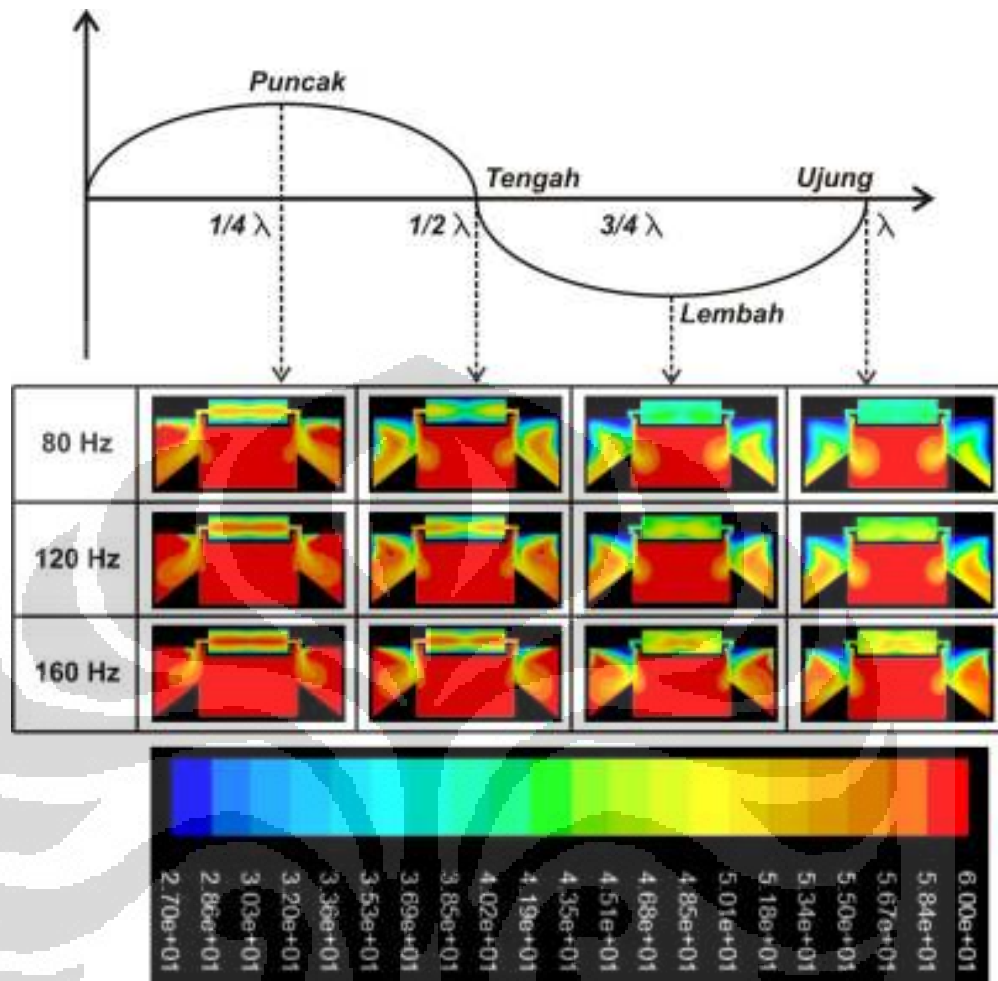 Puncak
Tengah
Ujung
1/4 λ
1/2 λ
3/4 λ
λ
Lembah
80 Hz
120 Hz
160 Hz
2.70e+01
2.86e+01
3.03e+01
3.20e+01
3.36e+01
3.53e+01
3.69e+01
3.85e+01
4.02e+01
4.19e+01
4.35e+01
4.51e+01
4.68e+01
4.85e+01
5.01e+01
5.18e+01
5.34e+01
5.50e+01
5.67e+01
5.84e+01
6.00e+01